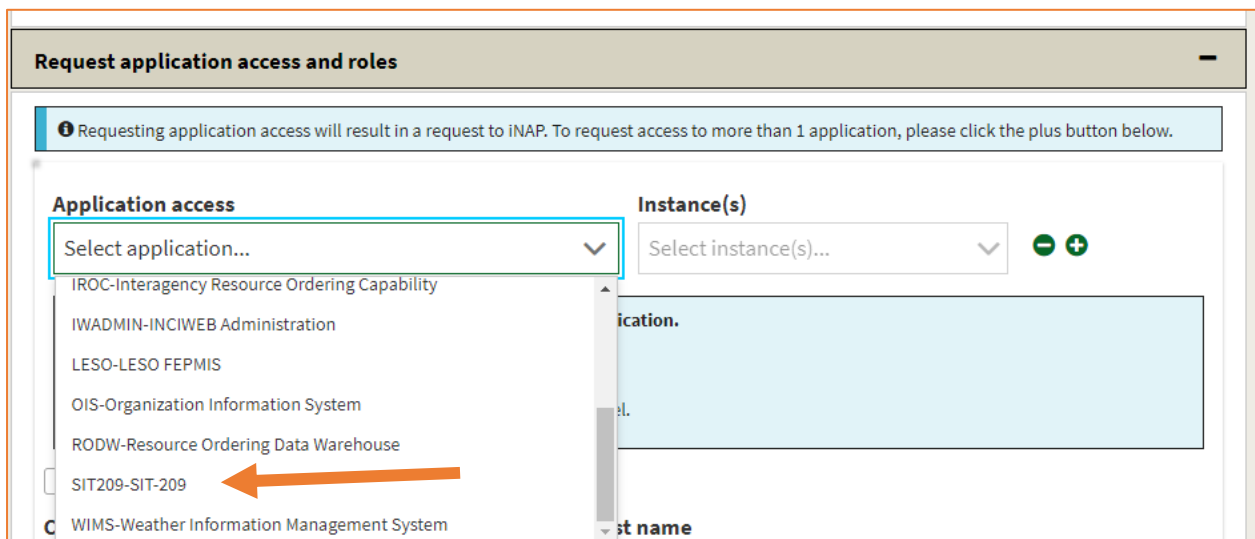 Request application access and roles
Requesting application access will result in a request to iNAP. To request access to more than 1 application, please click the plus button below.
Application access
Instance(s)
Select application...
Select instance(s)...
IROC-Interagency Resource Ordering Capability
IWADMIN-INCIWEB Administration
LESO-LESO FEPMIS
OIS-Organization Information System
RODW-Resource Ordering Data Warehouse
SIT209-SIT-209
WIMS-Weather Information Management System
name